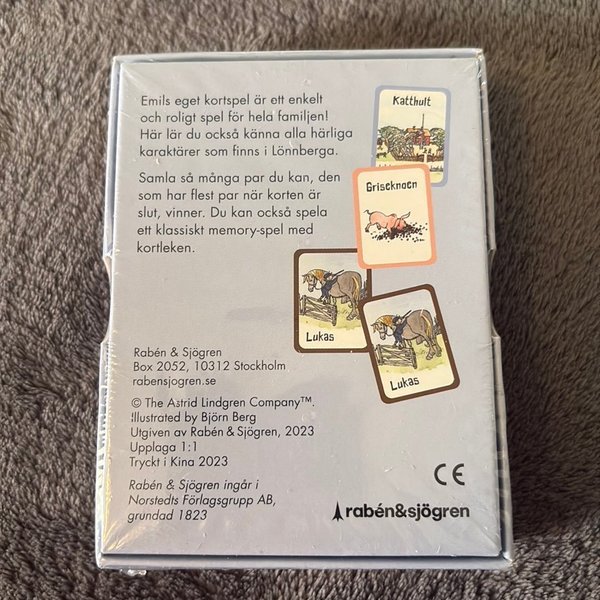 Emils eget kortspel är ett enkelt
och roligt spel för hela familjen!
Här lär du också känna alla härliga
karaktärer som finns i Lönnberga.
Samla så många par du kan, den
som har flest par när korten är
slut, vinner. Du kan också spela
ett klassiskt memory-spel med
kortleken.
Katthult
Griseknoen
Lukas
Lukas
Rabén & Sjögren
Box 2052, 10312 Stockholm
rabensjogren.se
© The Astrid Lindgren Company™.
Illustrated by Björn Berg
Utgiven av Rabén & Sjögren, 2023
Upplaga 1:1
Tryckt i Kina 2023
Rabén & Sjögren ingår i
Norstedts Förlagsgrupp AB,
grundad 1823
CE
rabén&sjögren